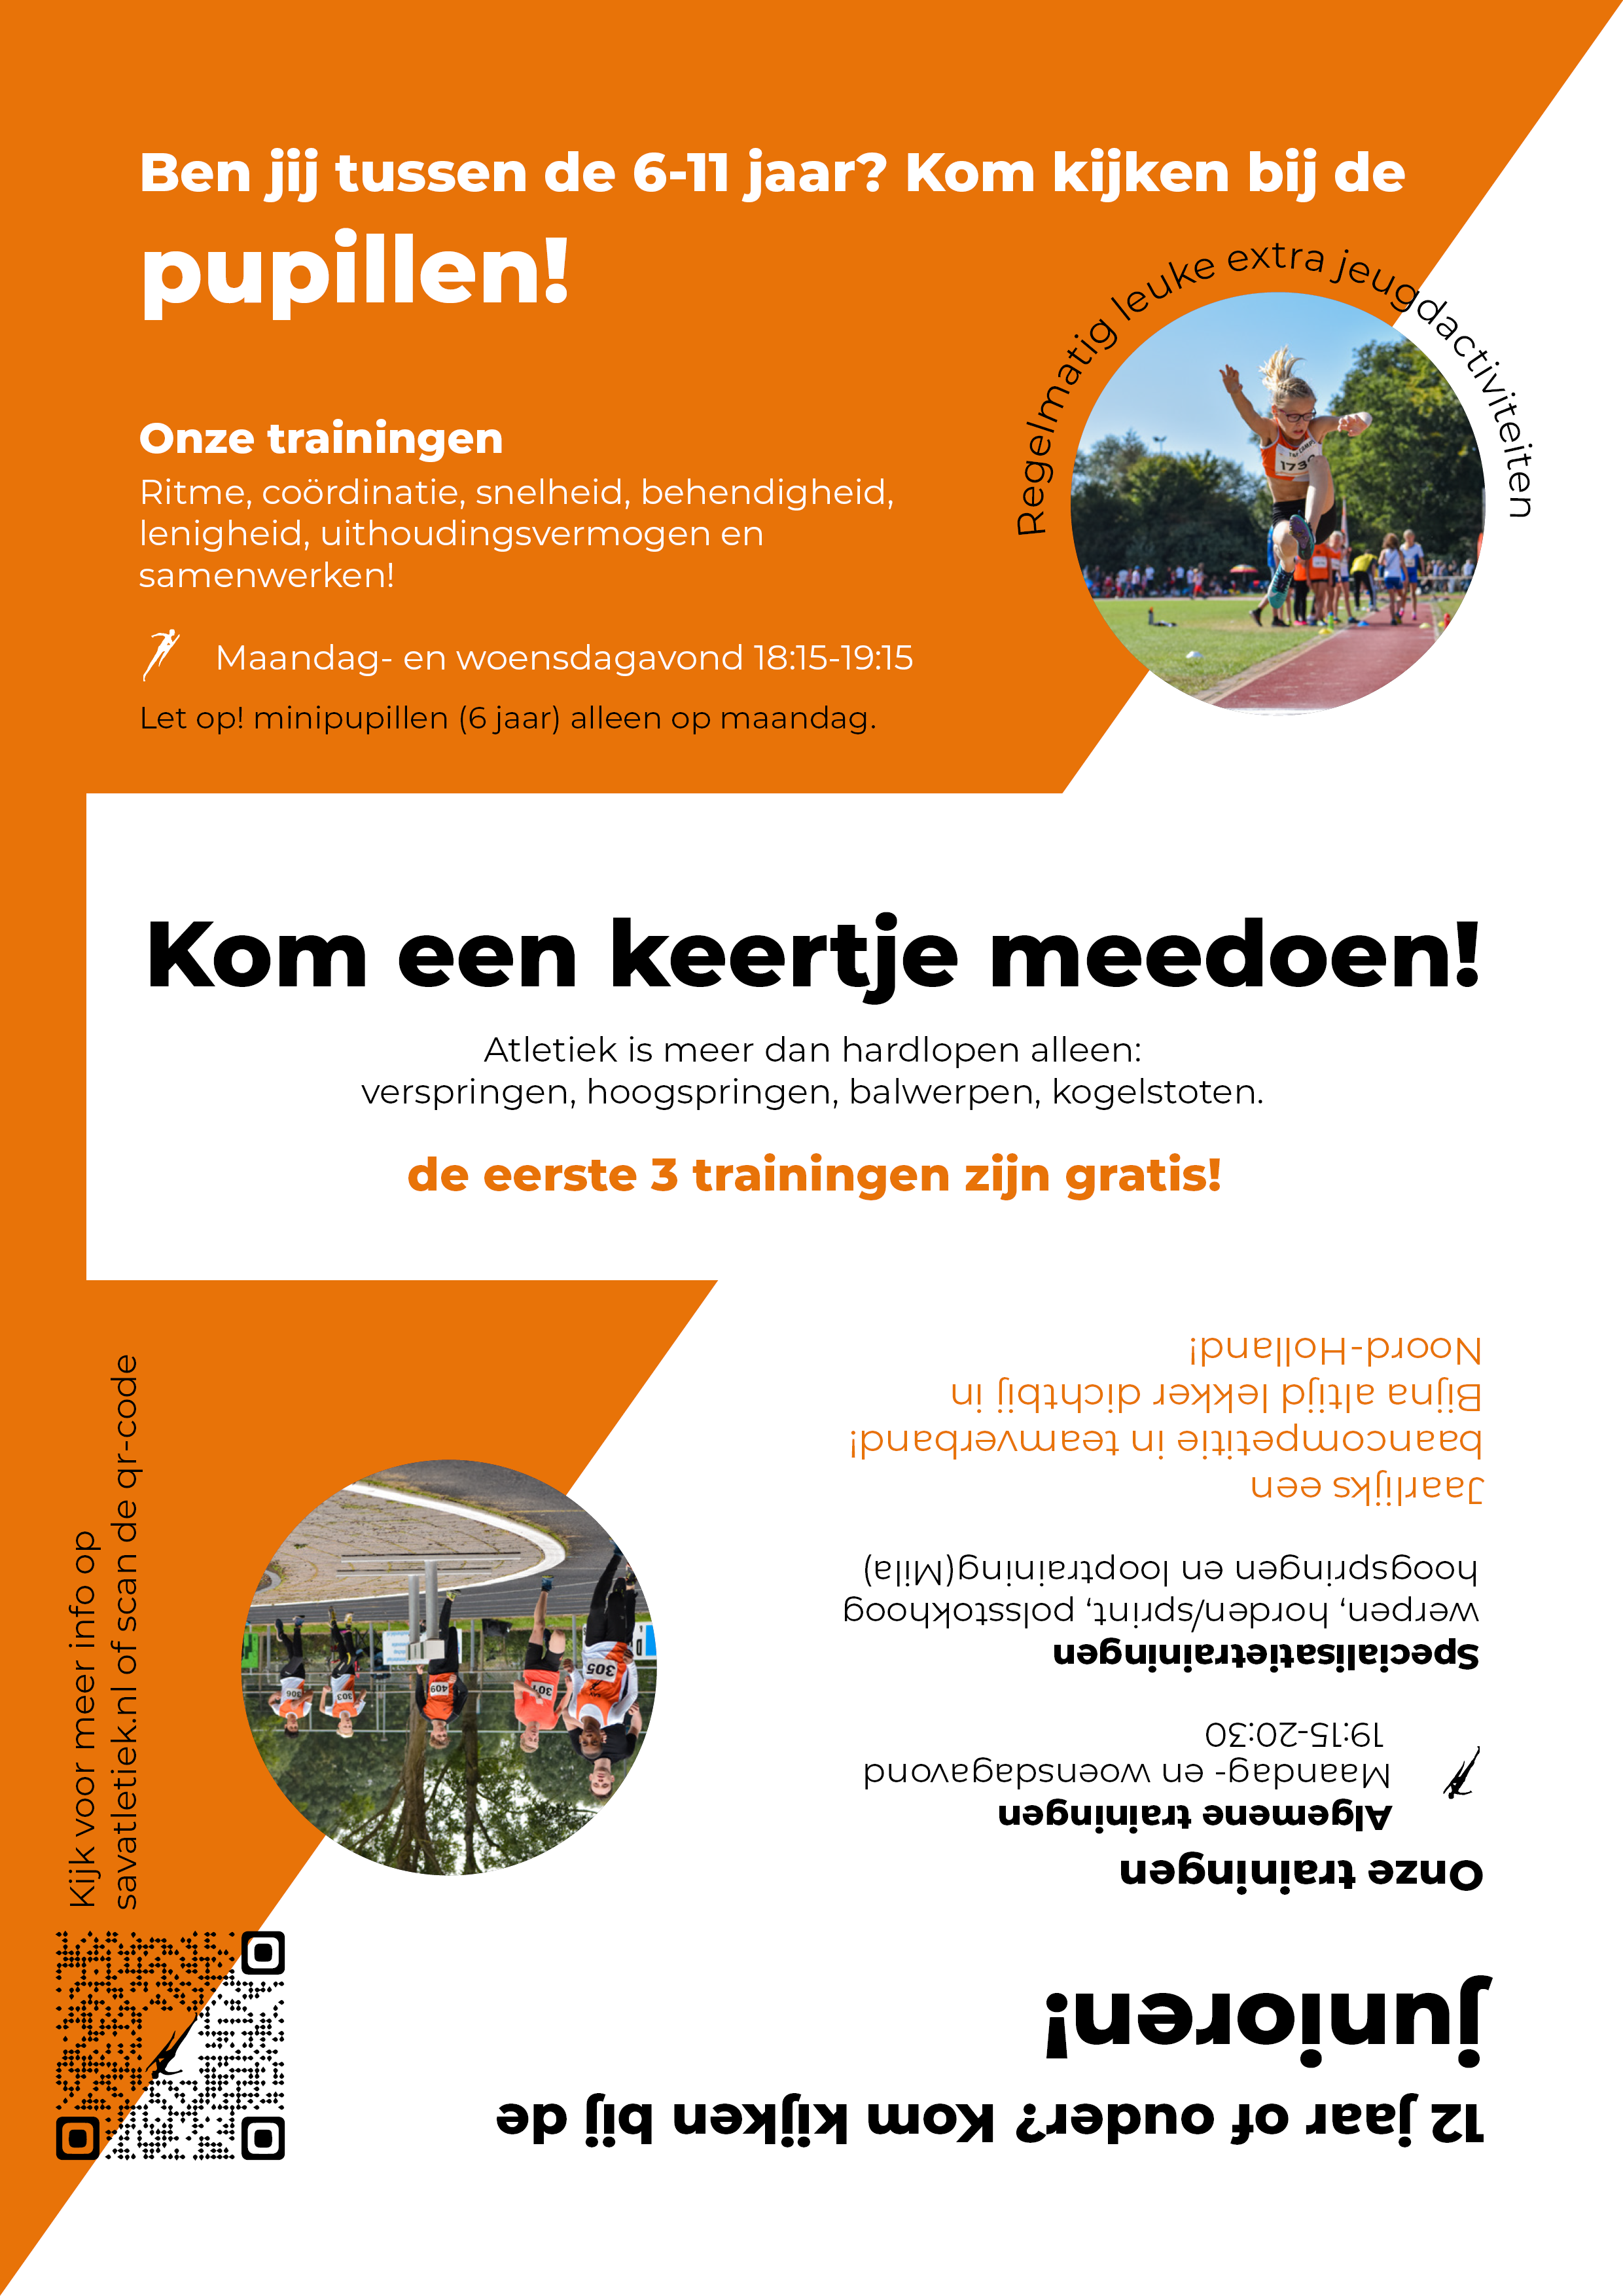 Ben jij tussen de 6-11 jaar? Kom kijken bij de
pupillen!
Regelmatig leuke extra jeugdactiviteiten
Onze trainingen
Ritme, coördinatie, snelheid, behendigheid,
lenigheid, uithoudingsvermogen en
samenwerken!
Maandag- en woensdagavond 18:15-19:15
Let op! minipupillen (6 jaar) alleen op maandag.
Kom een keertje meedoen!
Atletiek is meer dan hardlopen alleen:
verspringen, hoogspringen, balwerpen, kogelstoten.
de eerste 3 trainingen zijn gratis!
12 jaar of ouder? Kom kijken bij de
junioren!
Onze trainingen
Algemene trainingen
Maandag- en woensdagavond
19:15-20:30
Specialisatietrainingen
werpen, horden/sprint, polsstokhoog
hoogspringen en looptraining(Mila)
Jaarlijks een
baancompetitie in teamverband!
Bijna altijd lekker dichtbij in
Noord-Holland!
305
301
409
303
306
Kijk voor meer info op
savatletiek.nl of scan de qr-code